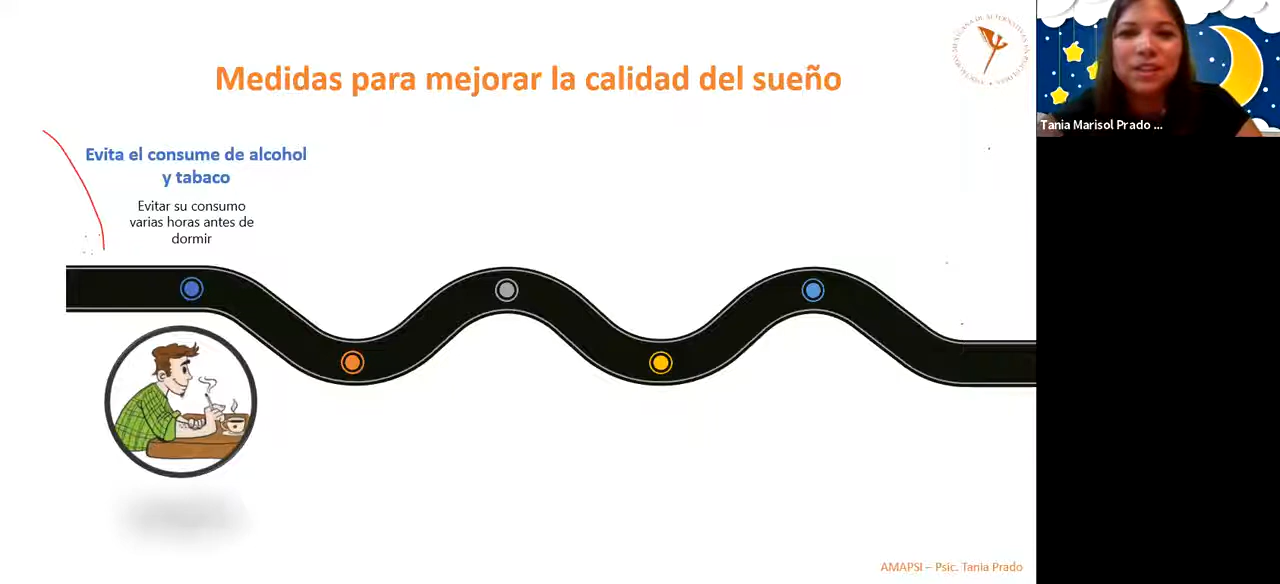 Medidas para mejorar la calidad del sueño
Evita el consume de alcohol
y tabaco
Evitar su consumo
varias horas antes de
dormir
Tania Marisol Prado ...
AMAPSI – Psic. Tania Prado